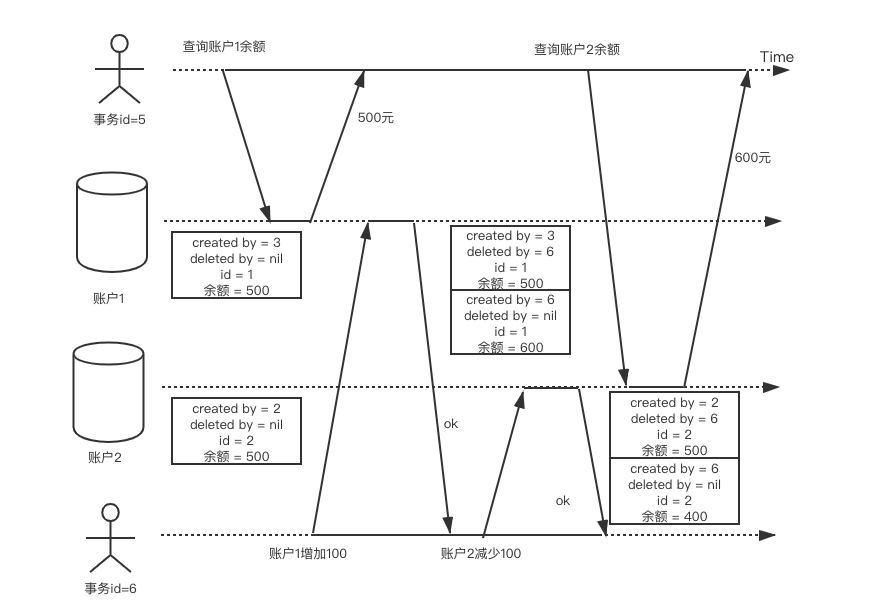 查询账户1余额
查询账户2余额
Time
事务id=5
500元
600元
created by = 3
deleted by = nil
id = 1
余额 = 500
created by = 3
deleted by = 6
id = 1
余额 = 500
created by = 6
deleted by = nil
id = 1
余额 = 600
账户1
created by = 2
deleted by = nil
id = 2
余额 = 500
created by = 2
deleted by = 6
id = 2
余额 = 500
created by = 6
deleted by = nil
id = 2
余额 = 400
账户2
ok
ok
账户1增加100
账户2减少100
事务id=6